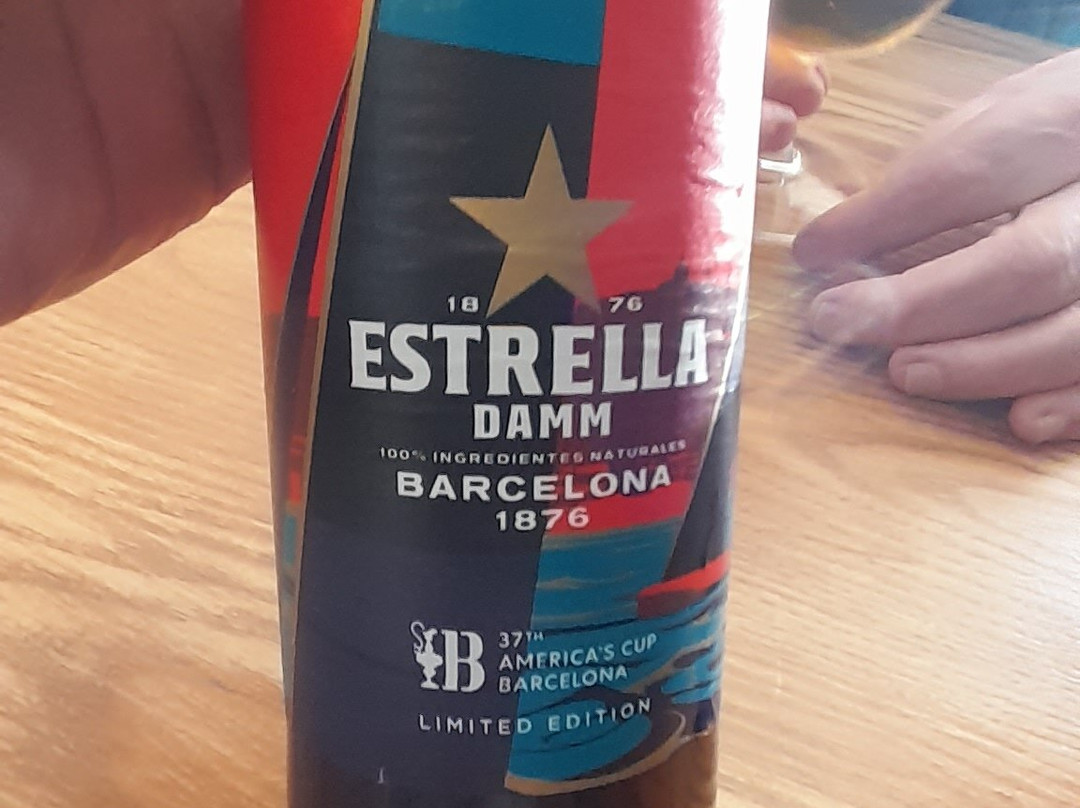 18 76
ESTRELLA
DAMM
100% INGREDIENTES NATURALES
BARCELONA
1876
B 37TH
AMERICA'S CUP
BARCELONA
LIMITED EDITION